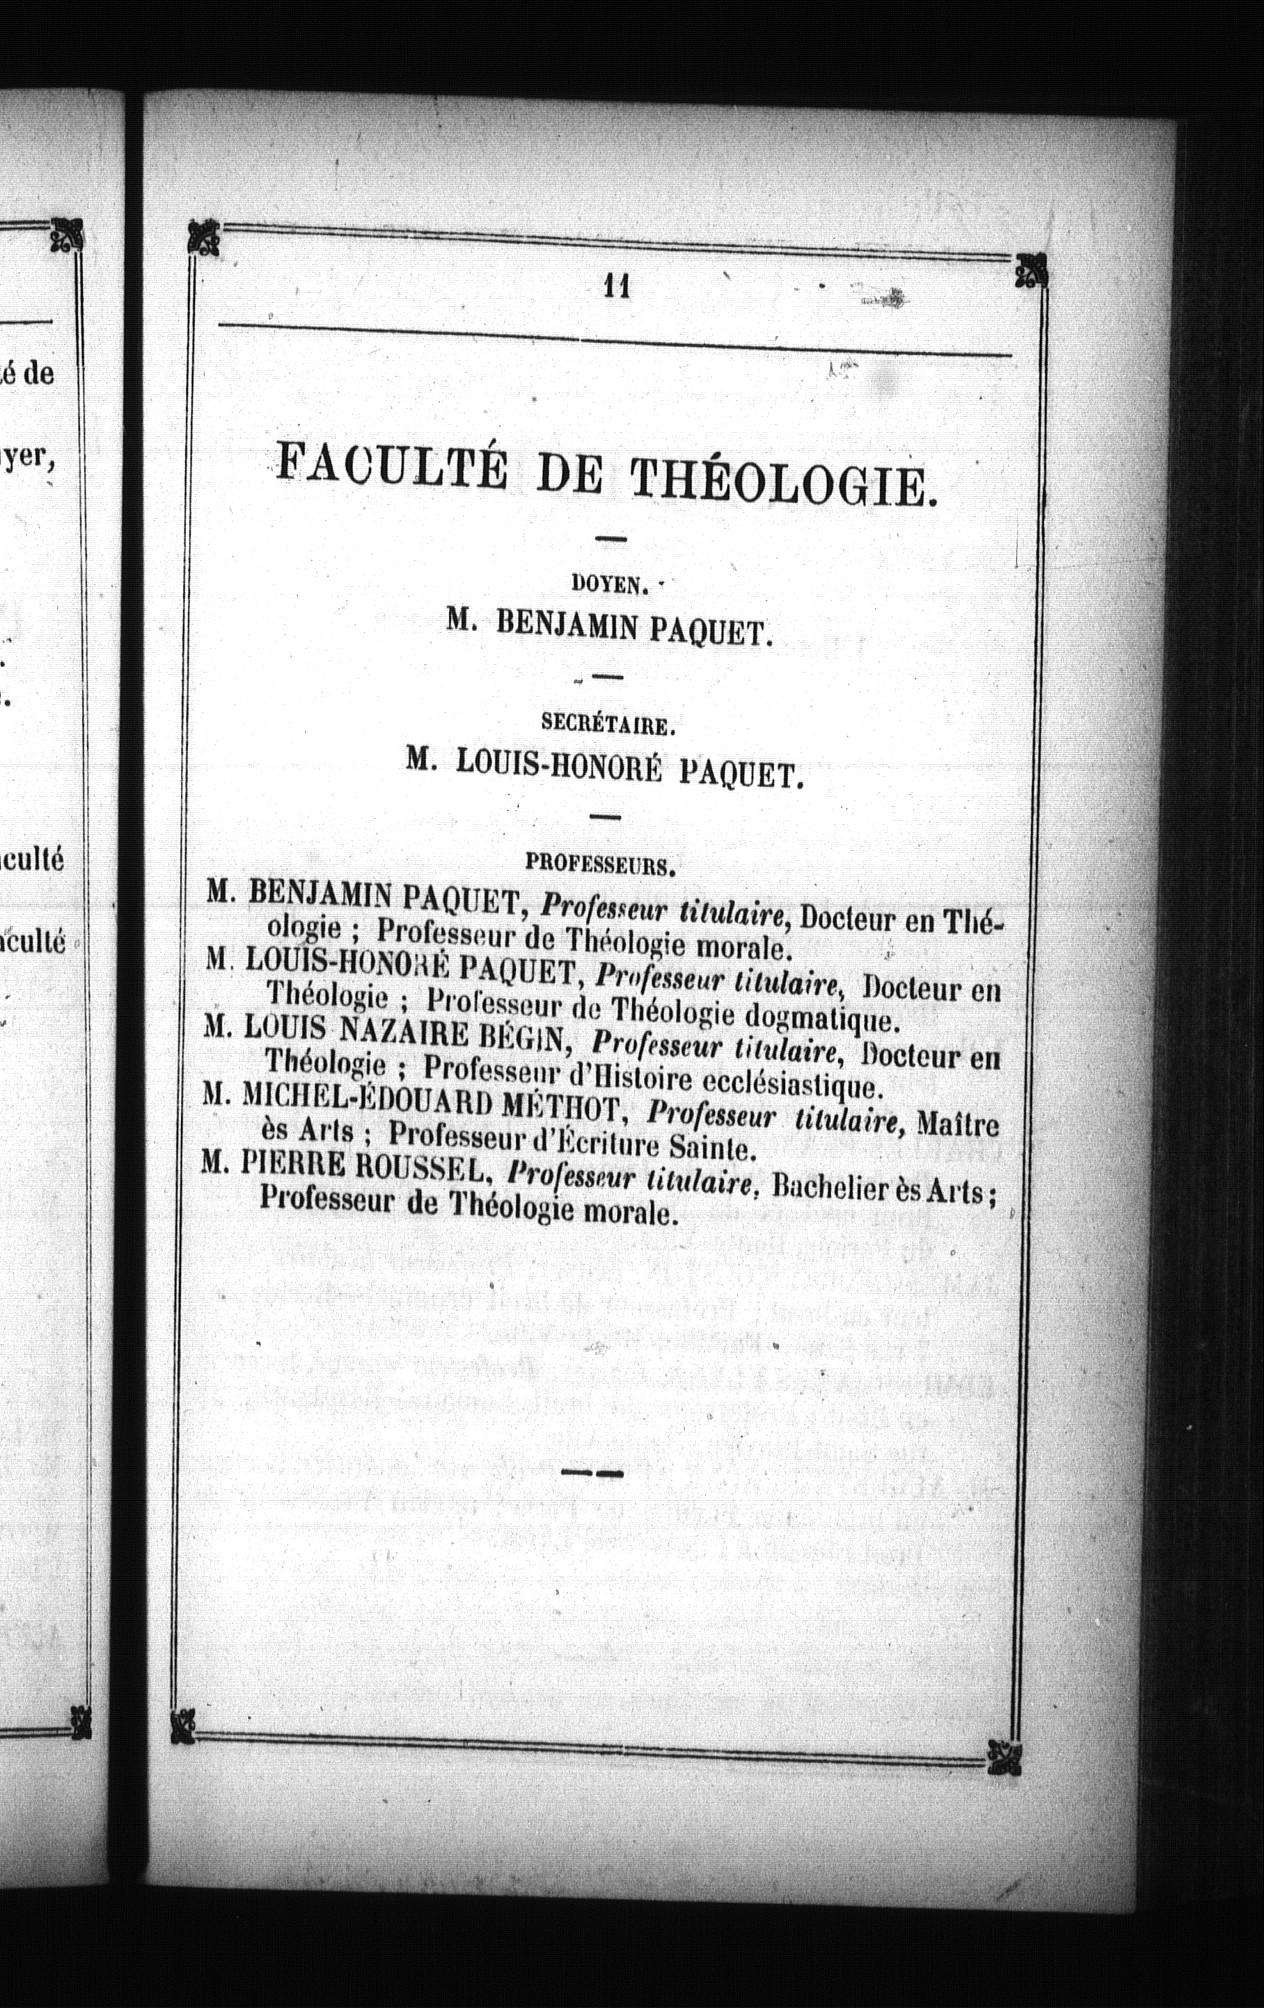 11
FACULTÉ DE THÉOLOGIE.
DOYEN.
M. BENJAMIN PAQUET.
SECRÉTAIRE.
M. LOUIS-HONORÉ PAQUET.
PROFESSEURS.
M. BENJAMIN PAQUET, Professeur titulaire, Docteur en Thé-
ologie ; Professeur de Théologie morale.
M. LOUIS-HONORÉ PAQUET, Professeur titulaire, Docteur en
Théologie ; Professeur de Théologie dogmatique.
M. LOUIS NAZAIRE BÉGIN, Professeur titulaire, Docteur en
Théologie ; Professeur d'Histoire ecclésiastique.
M. MICHEL-ÉDOUARD MÉTHOT, Professeur titulaire, Maître
ès Arts ; Professeur d'Écriture Sainte.
M. PIERRE ROUSSEL, Professeur titulaire, Bachelier ès Arts ;
Professeur de Théologie morale.